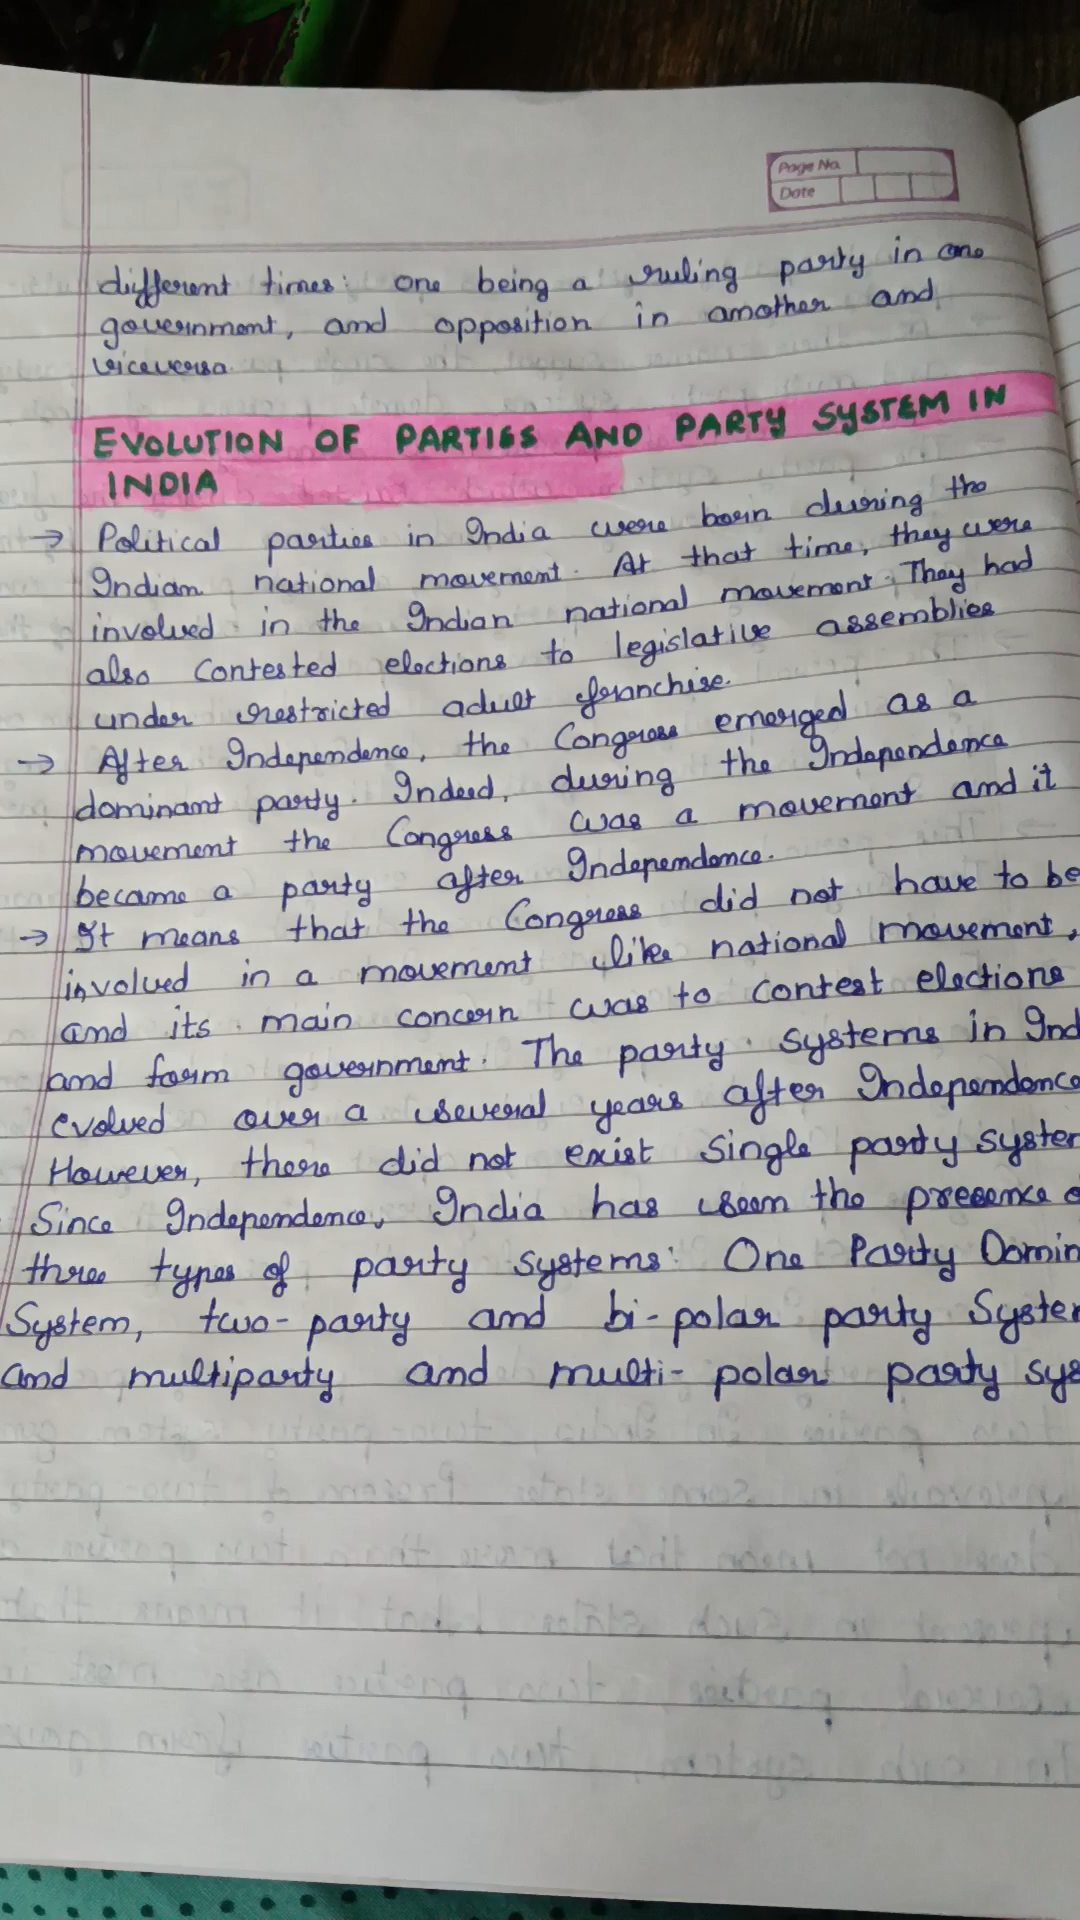 Page No.
Date
different times: one being a ruling party in one
government, and opposition in another and
viceversa.
EVOLUTION OF PARTIES AND PARTY SYSTEM IN
INDIA
→ Political parties in India were born during the
Indian national movement. At that time, they were
involved in the Indian national movement. They had
also contested elections to legislative assemblies
under restricted adult franchise.
→ After Independence, the Congress emerged as a
dominant party. Indeed, during the Independence
movement the Congress was a movement and it
became a party after Independence.
→ It means that the Congress did not have to be
involved in a movement like national movement,
and its main concern was to contest elections
and form government. The party systems in Ind
evolved over a several years after Independence
However, there did not exist single party system
Since Independence, India has seen the presence o
three types of party systems: One Party Domin
System, two-party and bi-polar party System
and multiparty and multi-polar party sys